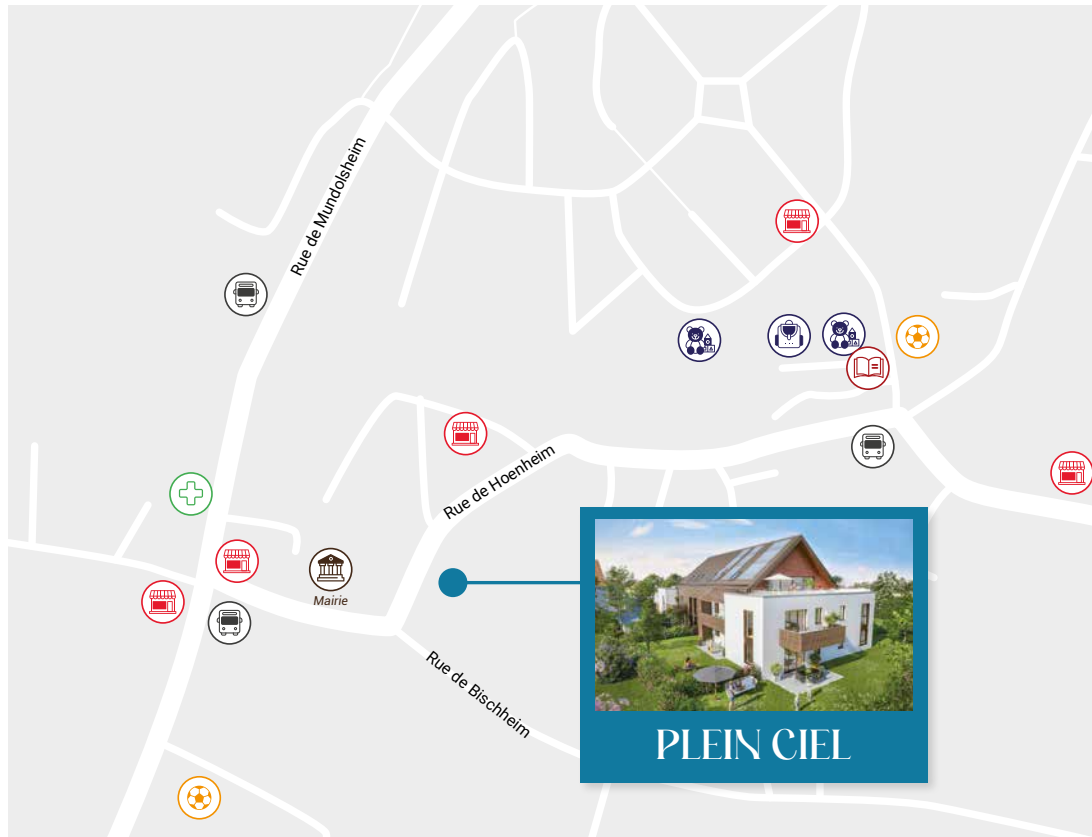 Rue de Mundolsheim
Rue de Hoenheim
Mairie
Rue de Bischheim
PLEIN CIEL